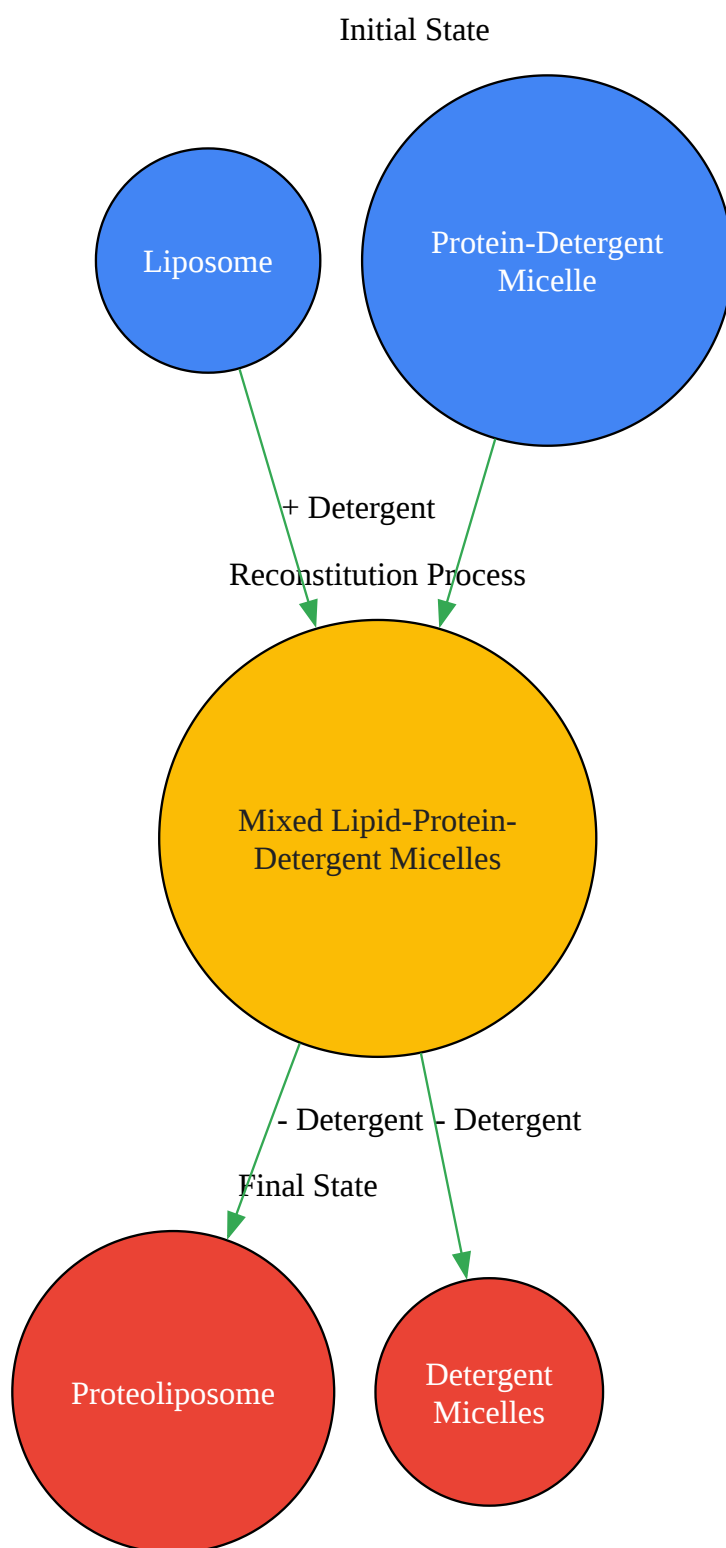 Initial State
Liposome
Protein-Detergent
Micelle
+ Detergent
Reconstitution Process
Mixed Lipid-Protein-
Detergent Micelles
- Detergent
- Detergent
Final State
Proteoliposome
Detergent
Micelles